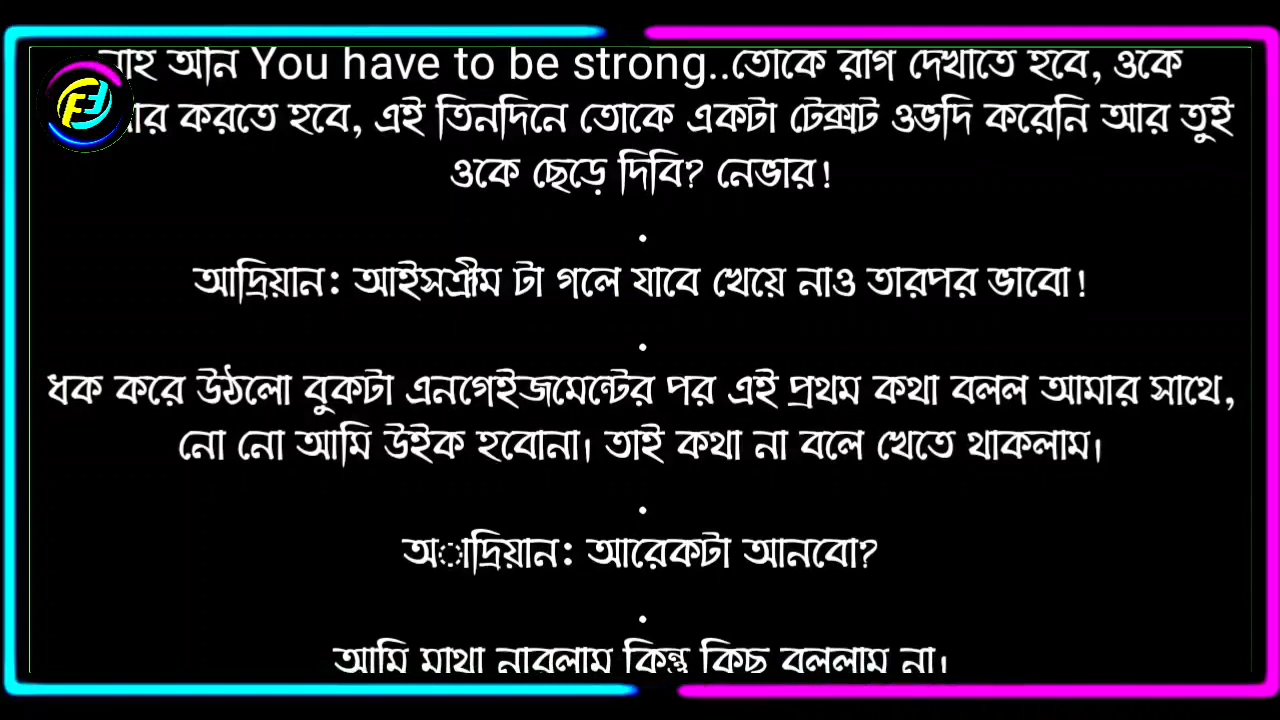 আন You have to be strong..তোকে রাগ দেখাতে হবে, ওকে
করতে হবে, এই তিনদিনে তোকে একটা টেক্সট ওভদি করেনি আর তুই
ওকে ছেড়ে দিবি? নেভার!
.
আদ্রিয়ান: আইসক্রীম টা গলে যাবে খেয়ে নাও তারপর ভাবো!
.
ধক করে উঠলো বুকটা এনগেইজমেন্টের পর এই প্রথম কথা বলল আমার সাথে,
নো নো আমি উইক হবোনা। তাই কথা না বলে খেতে থাকলাম।
.
অাদ্রিয়ান: আরেকটা আনবো?
.
আমি মাথা নাবলাম কিন্তু কিছু বললাম না।